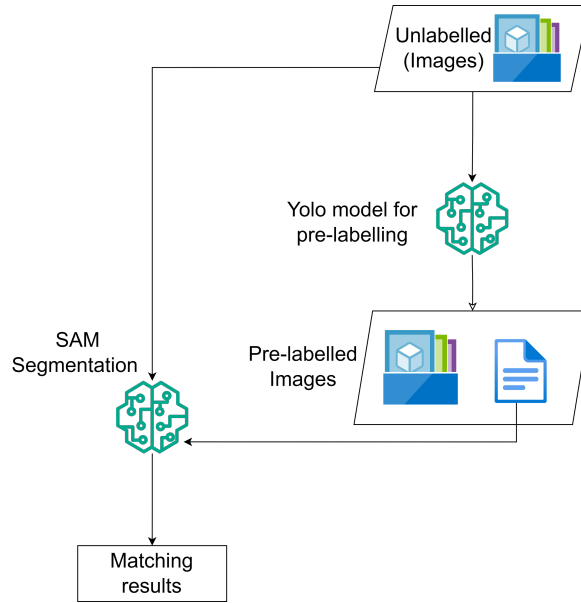 Unlabelled
(Images)
Yolo model for
pre-labelling
SAM
Segmentation
Pre-labelled
Images
Matching
results